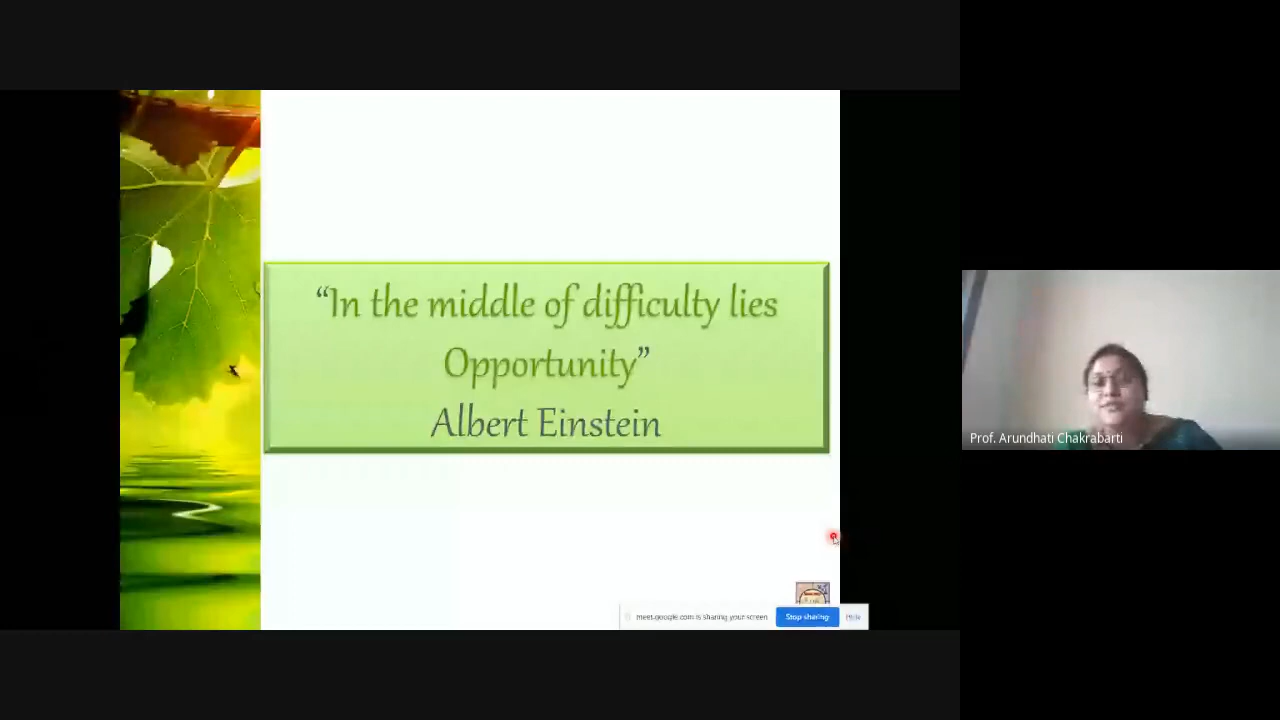 “In the middle of difficulty lies
Opportunity”
Albert Einstein
Prof. Arundhati Chakrabarti
meet.google.com is sharing your screen
Stop sharing
Hide